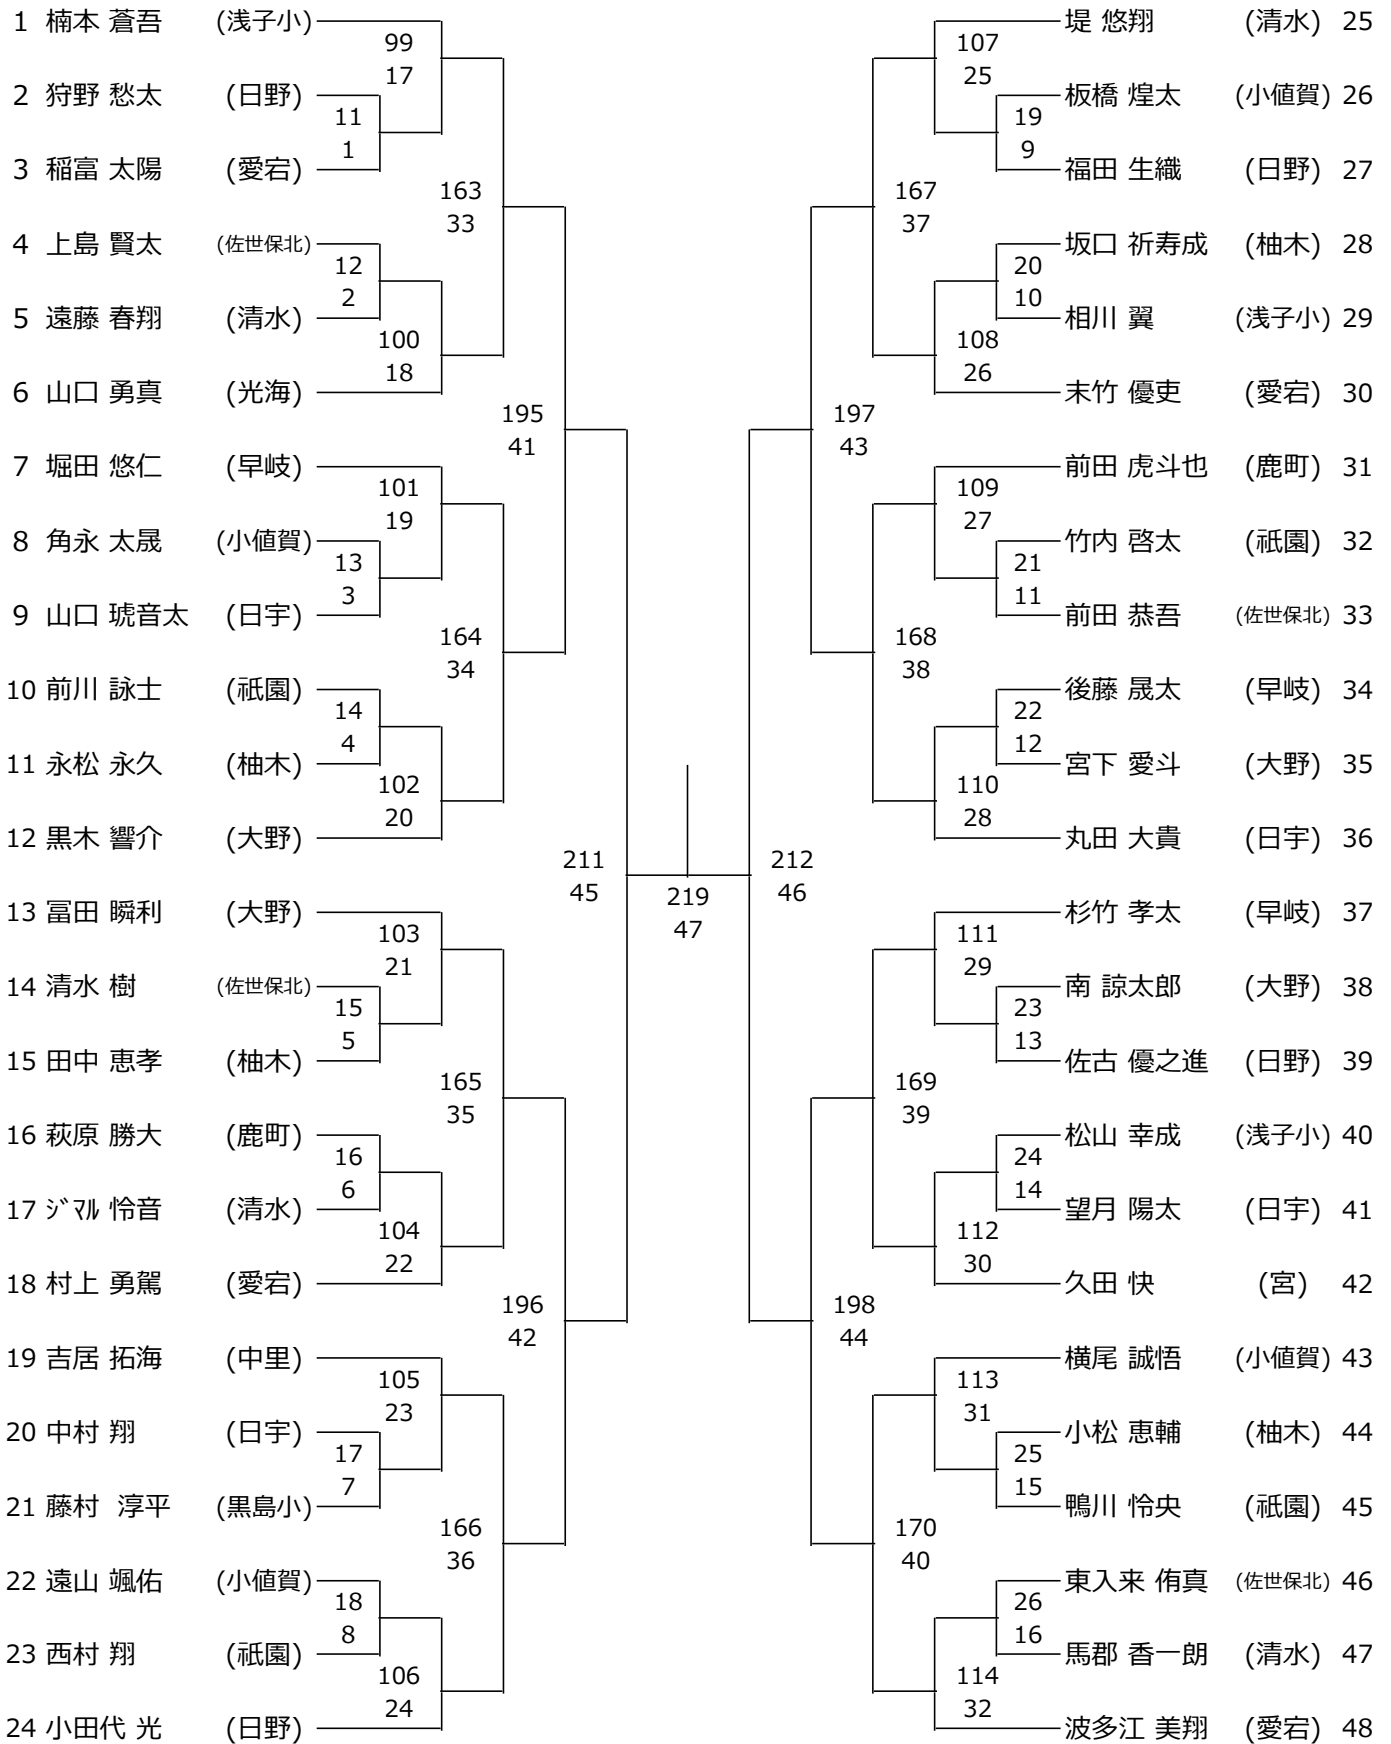 1 楠本 蒼吾 (浅子小)
99
17
2 狩野 愁太 (日野)
11
1
3 稲富 太陽 (愛宕)
163
33
4 上島 賢太 (佐世保北)
12
2
5 遠藤 春翔 (清水)
100
18
6 山口 勇真 (光海)
195
41
7 堀田 悠仁 (早岐)
101
19
8 角永 太晟 (小値賀)
13
3
9 山口 琥音太 (日宇)
164
34
10 前川 詠士 (祇園)
14
4
11 永松 永久 (柚木)
102
20
12 黒木 響介 (大野)
211
45
13 冨田 瞬利 (大野)
103
21
14 清水 樹 (佐世保北)
15
5
15 田中 恵孝 (柚木)
165
35
16 萩原 勝大 (鹿町)
16
6
17 ｼﾞﾏﾙ 怜音 (清水)
104
22
18 村上 勇駕 (愛宕)
196
42
19 吉居 拓海 (中里)
105
23
20 中村 翔 (日宇)
17
7
21 藤村 淳平 (黒島小)
166
36
22 遠山 颯佑 (小値賀)
18
8
23 西村 翔 (祇園)
106
24
24 小田代 光 (日野)
219
47
堤 悠翔 (清水) 25
107
25
板橋 煌太 (小値賀) 26
19
9
福田 生織 (日野) 27
167
37
坂口 祈寿成 (柚木) 28
20
10
相川 翼 (浅子小) 29
108
26
末竹 優吏 (愛宕) 30
197
43
前田 虎斗也 (鹿町) 31
109
27
竹内 啓太 (祇園) 32
21
11
前田 恭吾 (佐世保北) 33
168
38
後藤 晟太 (早岐) 34
22
12
宮下 愛斗 (大野) 35
110
28
丸田 大貴 (日宇) 36
212
46
杉竹 孝太 (早岐) 37
111
29
南 諒太郎 (大野) 38
23
13
佐古 優之進 (日野) 39
169
39
松山 幸成 (浅子小) 40
24
14
望月 陽太 (日宇) 41
112
30
久田 快 (宮) 42
198
44
横尾 誠悟 (小値賀) 43
113
31
小松 恵輔 (柚木) 44
25
15
鴨川 怜央 (祇園) 45
170
40
東入来 侑真 (佐世保北) 46
26
16
馬郡 香一朗 (清水) 47
114
32
波多江 美翔 (愛宕) 48